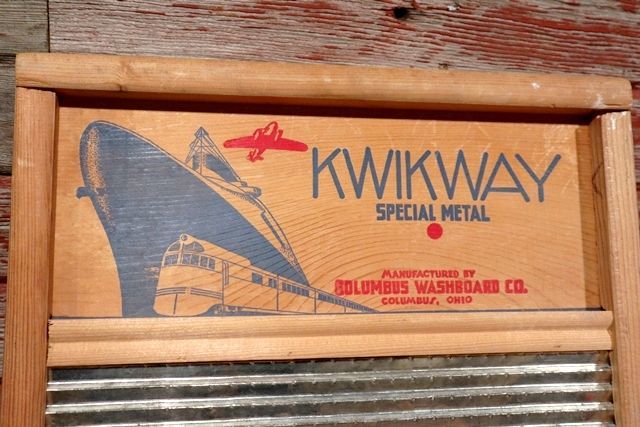 KWIKWAY
SPECIAL METAL
MANUFACTURED BY
COLUMBUS WASHBOARD CO.
COLUMBUS, OHIO